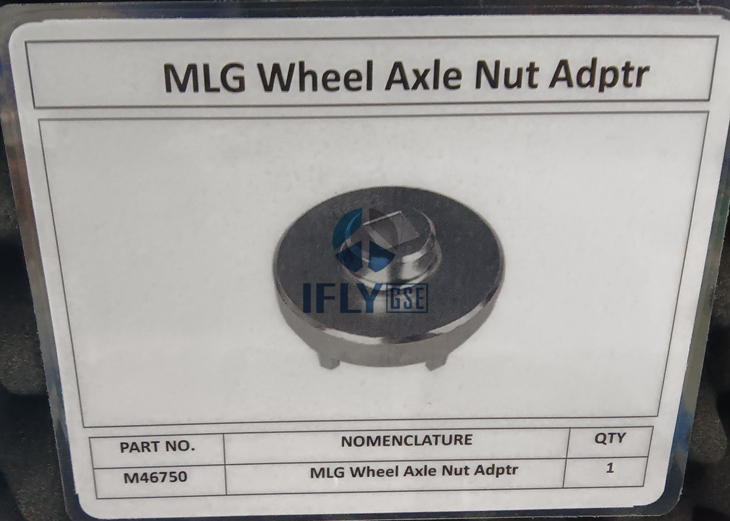 MLG Wheel Axle Nut Adptr
IFLY GSE
PART NO. NOMENCLATURE QTY
M46750 MLG Wheel Axle Nut Adptr 1